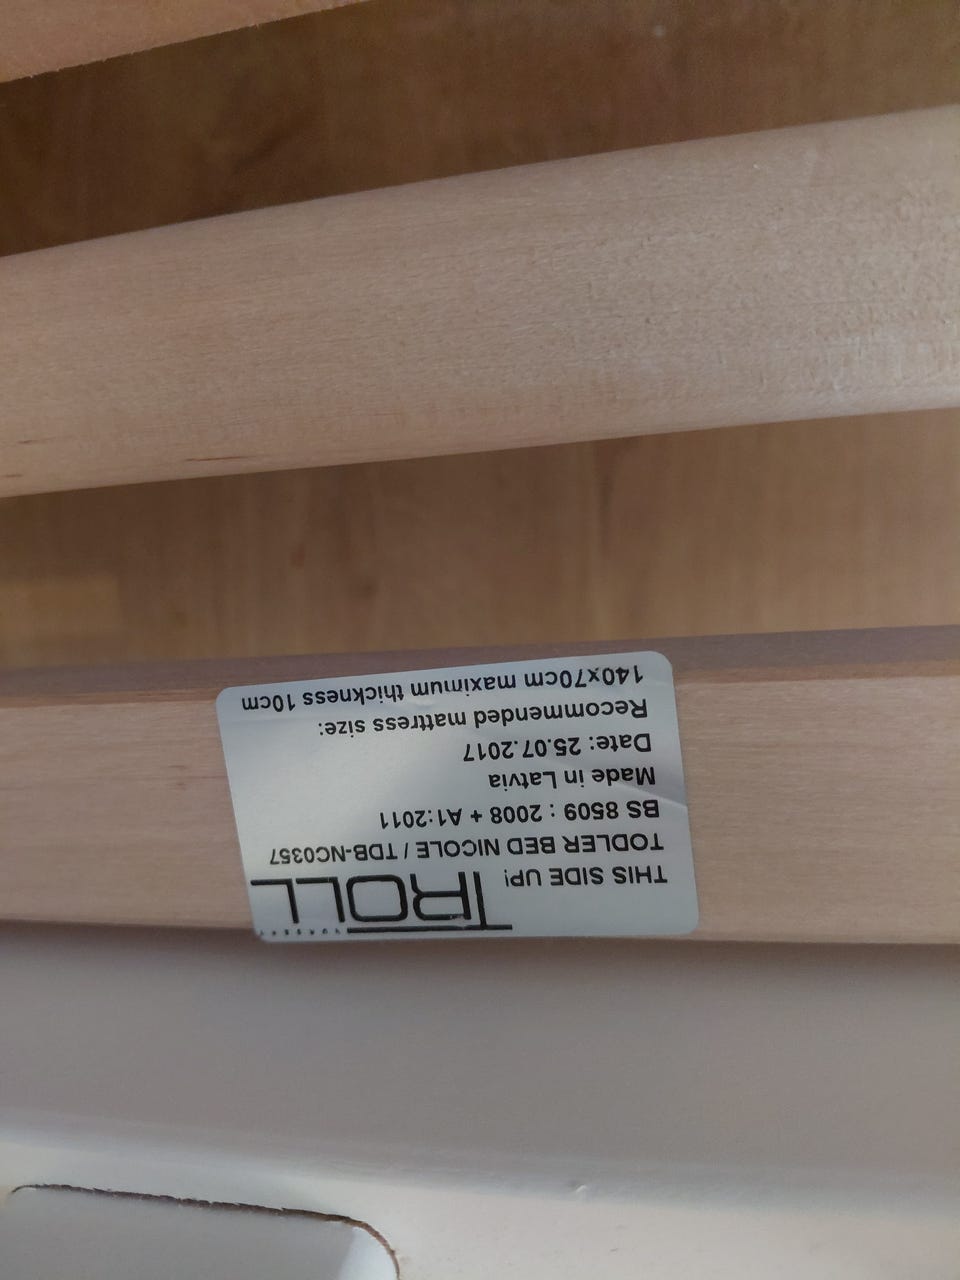 TROLL
NURSERY
THIS SIDE UP!
TODLER BED NICOLE / TDB-NC0357
BS 8509 : 2008 + A1:2011
Made in Latvia
Date: 25.07.2017
Recommended mattress size:
140x70cm maximum thickness 10cm